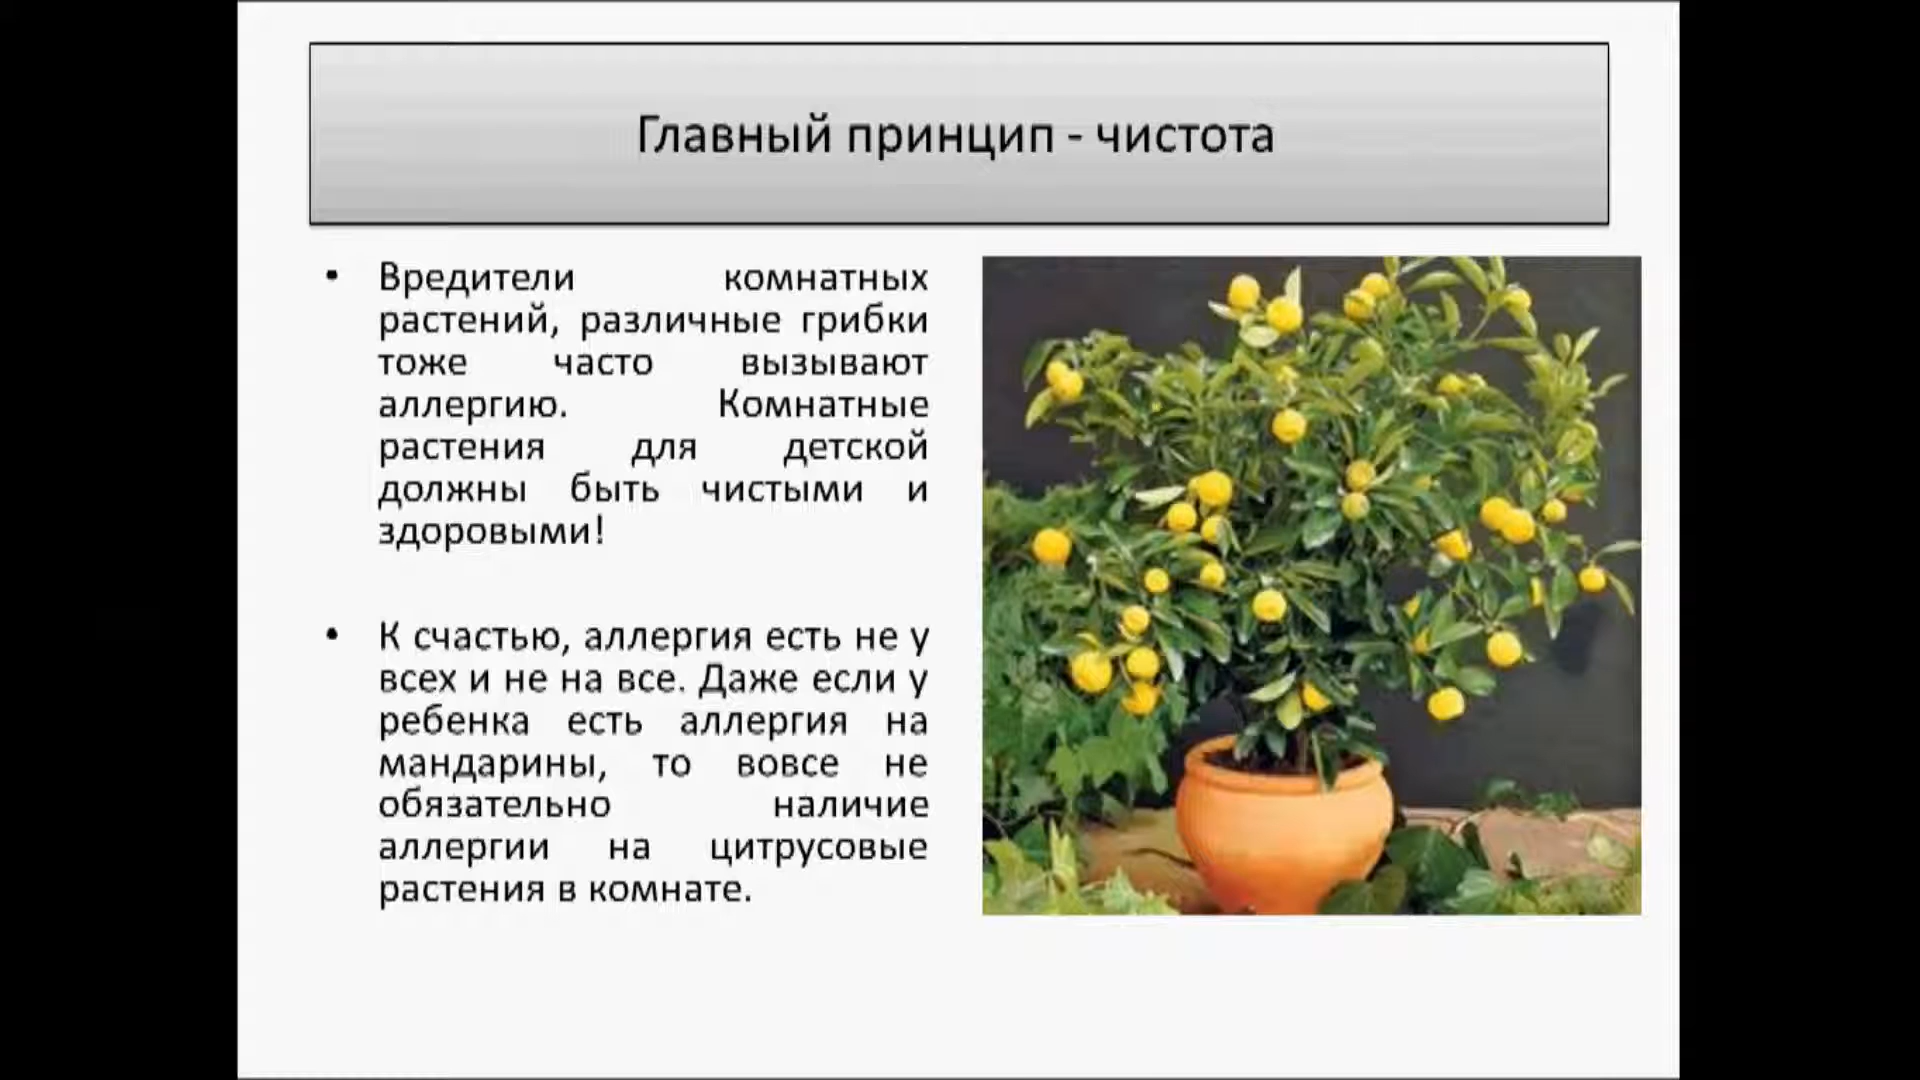 Главный принцип - чистота
• Вредители комнатных
растений, различные грибки
тоже часто вызывают
аллергию. Комнатные
растения для детской
должны быть чистыми и
здоровыми!
• К счастью, аллергия есть не у
всех и не на все. Даже если у
ребенка есть аллергия на
мандарины, то вовсе не
обязательно наличие
аллергии на цитрусовые
растения в комнате.